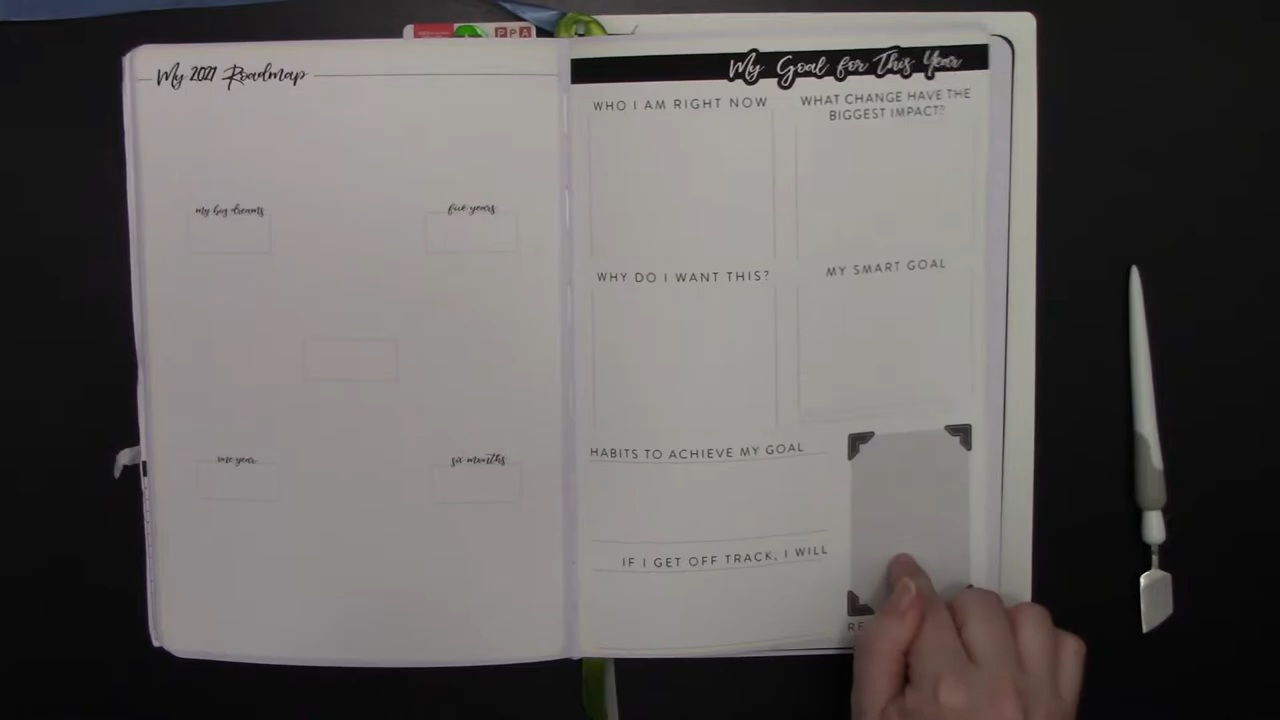 PPA
My 2021 Roadmap
my big dreams
five years
one year
six months
My Goal for This Year
WHO I AM RIGHT NOW
WHAT CHANGE HAVE THE
BIGGEST IMPACT?
WHY DO I WANT THIS?
MY SMART GOAL
HABITS TO ACHIEVE MY GOAL
IF I GET OFF TRACK, I WILL